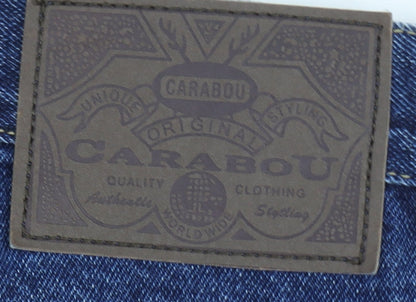 CARABOU
UNIQUE STYLING
ORIGINAL
CARABOU
QUALITY CLOTHING
Authentic Styling
WORLD WIDE